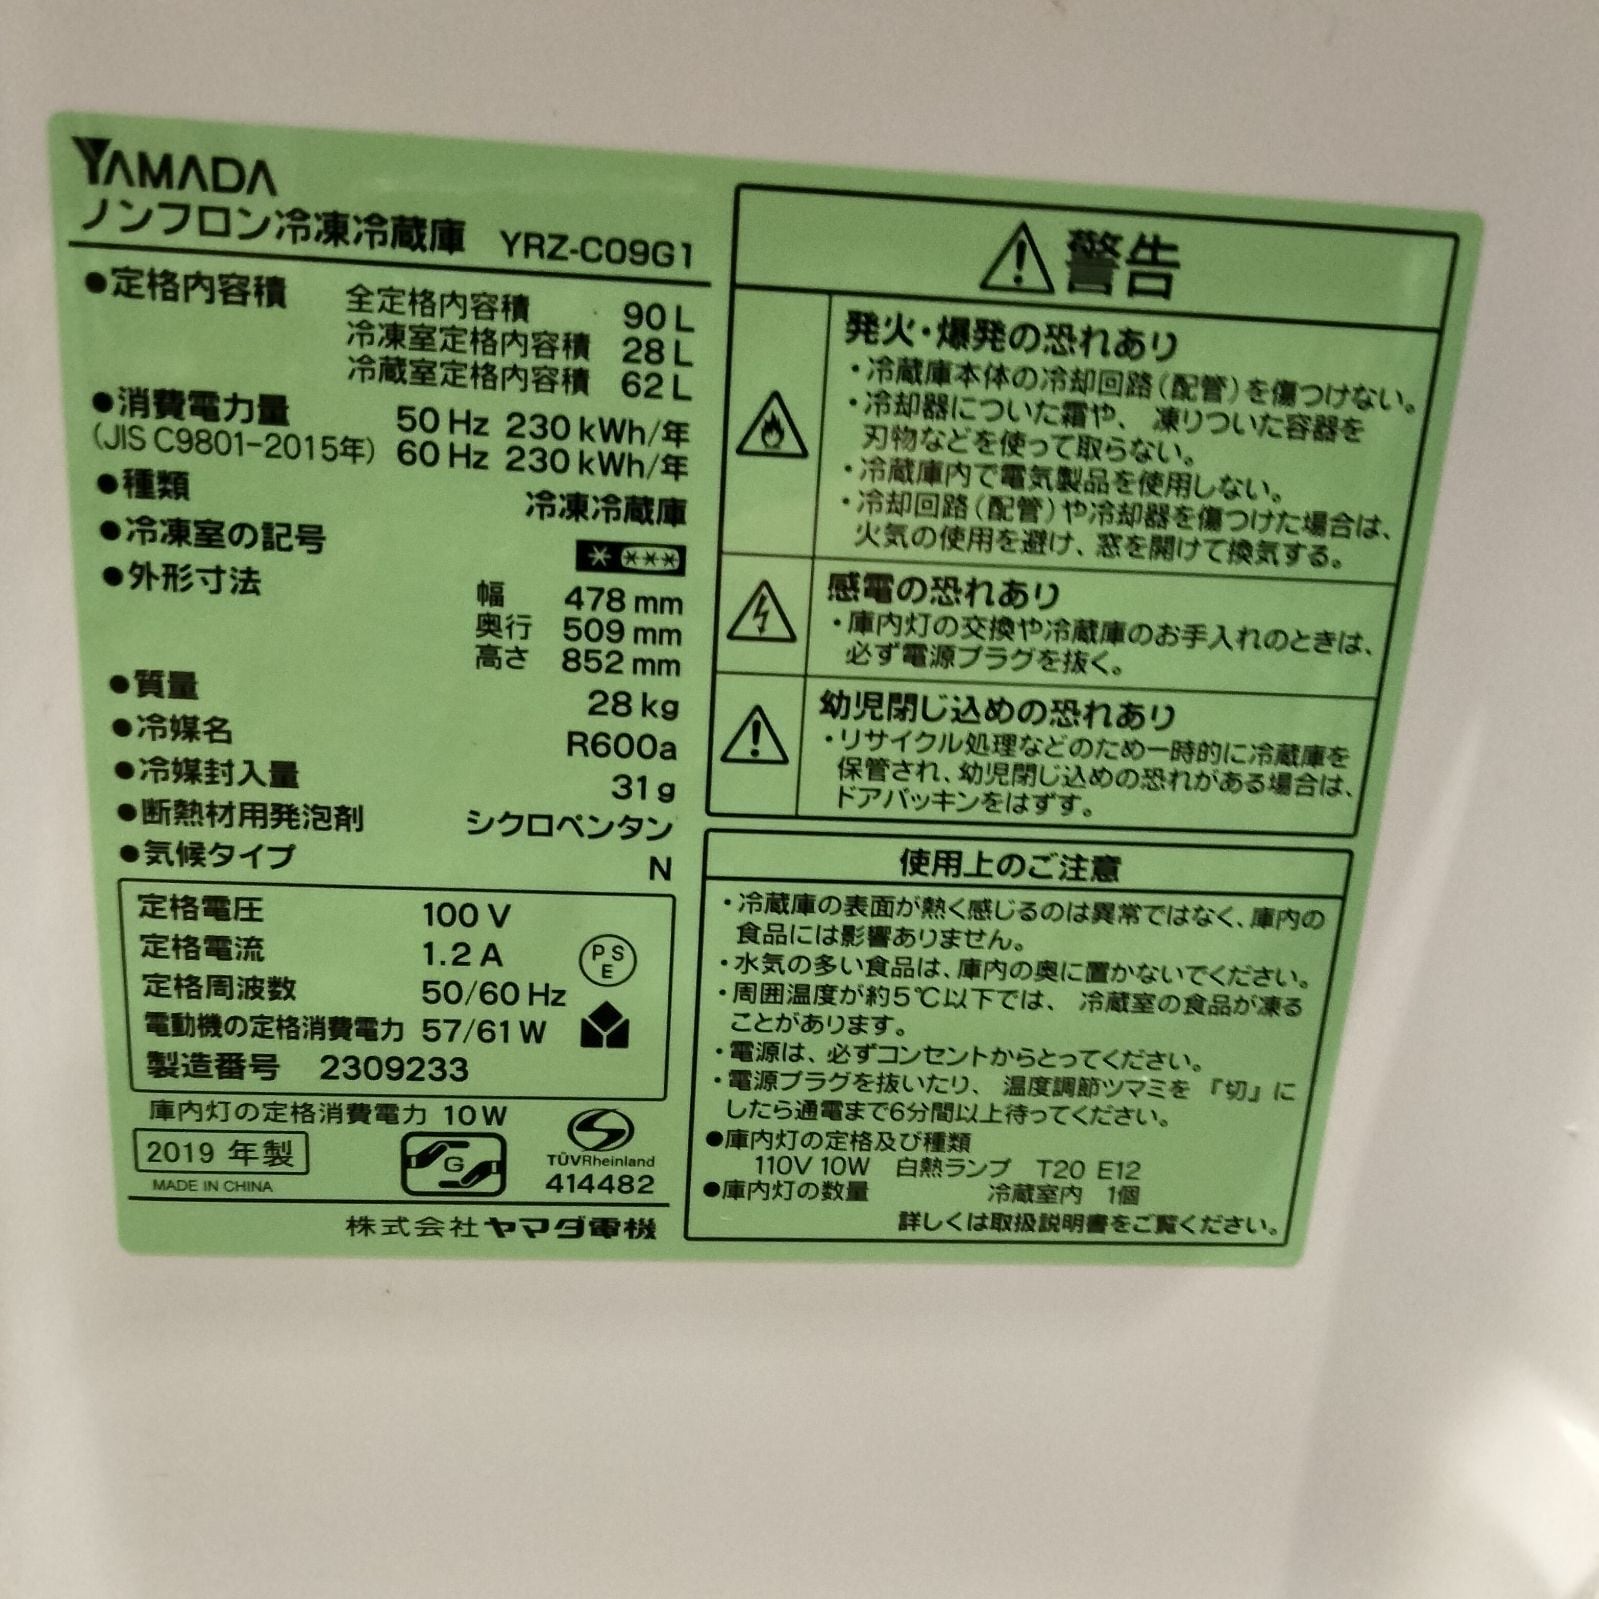 YAMADA
ノンフロン冷凍冷蔵庫 YRZ-C09G1
●定格内容積 全定格内容積 90 L
冷凍室定格内容積 28 L
冷蔵室定格内容積 62 L
●消費電力量 50 Hz 230 kWh/年
(JIS C9801-2015年) 60 Hz 230 kWh/年
●種類 冷凍冷蔵庫
●冷凍室の記号 * ***
●外形寸法 幅 478 mm
奥行 509 mm
高さ 852 mm
●質量 28 kg
●冷媒名 R600a
●冷媒封入量 31 g
●断熱材用発泡剤 シクロペンタン
●気候タイプ N
定格電圧 100 V
定格電流 1.2 A
定格周波数 50/60 Hz
電動機の定格消費電力 57/61 W
製造番号 2309233
PS
E
庫内灯の定格消費電力 10 W
2019 年製
MADE IN CHINA
G
TÜVRheinland
414482
株式会社 ヤマダ電機
警告
発火・爆発の恐れあり
・冷蔵庫本体の冷却回路(配管)を傷つけない。
・冷却器についた霜や、凍りついた容器を
刃物などを使って取らない。
・冷蔵庫内で電気製品を使用しない。
・冷却回路(配管)や冷却器を傷つけた場合は、
火気の使用を避け、窓を開けて換気する。
感電の恐れあり
・庫内灯の交換や冷蔵庫のお手入れのときは、
必ず電源プラグを抜く。
幼児閉じ込めの恐れあり
・リサイクル処理などのため一時的に冷蔵庫を
保管され、幼児閉じ込めの恐れがある場合は、
ドアパッキンをはずす。
使用上のご注意
・冷蔵庫の表面が熱く感じるのは異常ではなく、庫内の
食品には影響ありません。
・水気の多い食品は、庫内の奥に置かないでください。
・周囲温度が約5℃以下では、冷蔵室の食品が凍る
ことがあります。
・電源は、必ずコンセントからとってください。
・電源プラグを抜いたり、温度調節ツマミを「切」に
したら通電まで6分間以上待ってください。
●庫内灯の定格及び種類
110V 10W 白熱ランプ T20 E12
●庫内灯の数量 冷蔵室内 1個
詳しくは取扱説明書をご覧ください。